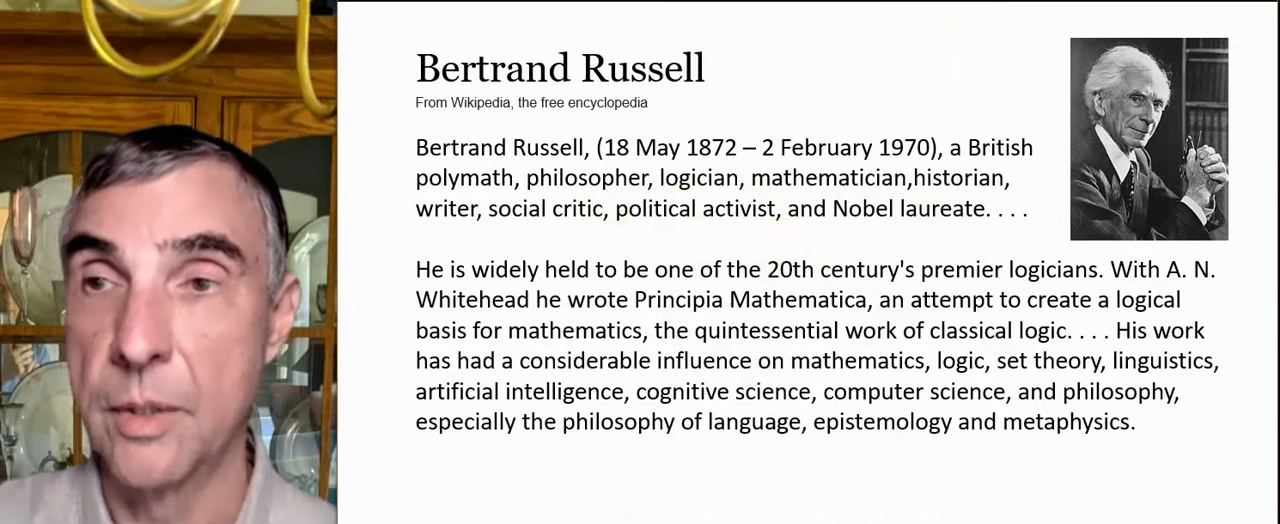 Bertrand Russell
From Wikipedia, the free encyclopedia
Bertrand Russell, (18 May 1872 – 2 February 1970), a British
polymath, philosopher, logician, mathematician,historian,
writer, social critic, political activist, and Nobel laureate. . . .
He is widely held to be one of the 20th century's premier logicians. With A. N.
Whitehead he wrote Principia Mathematica, an attempt to create a logical
basis for mathematics, the quintessential work of classical logic. . . . His work
has had a considerable influence on mathematics, logic, set theory, linguistics,
artificial intelligence, cognitive science, computer science, and philosophy,
especially the philosophy of language, epistemology and metaphysics.